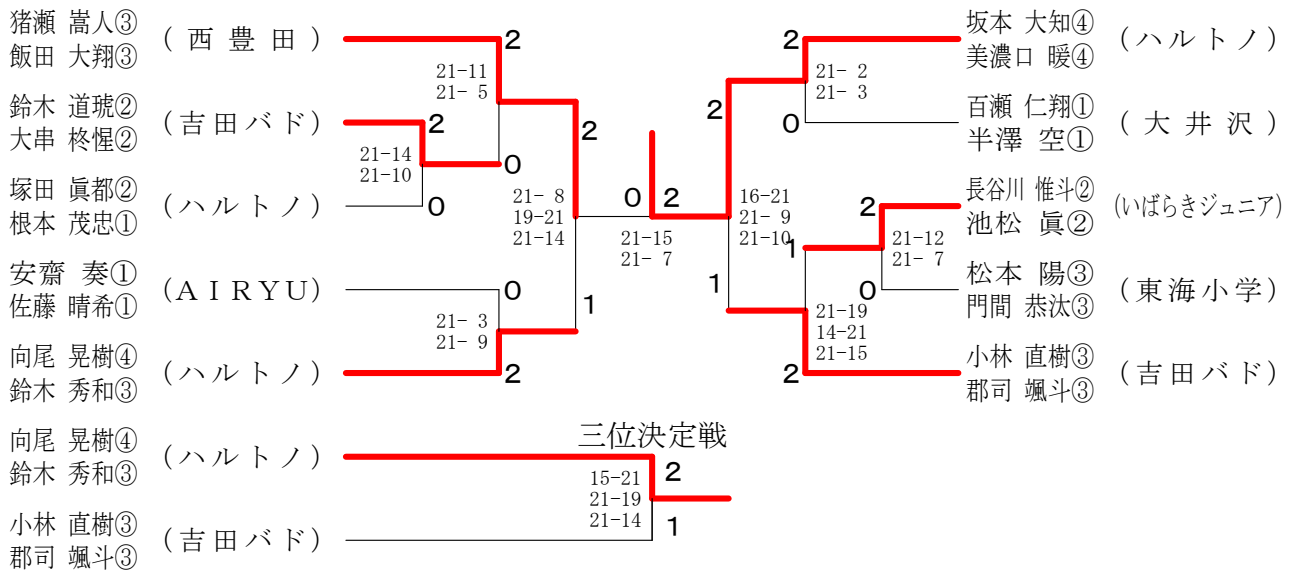 猪瀬 嵩人③
飯田 大翔③
(西豊田)
2
21-11
21- 5
鈴木 道琥②
大串 柊惺②
(吉田バド)
2
21-14
21-10
0
塚田 眞都②
根本 茂忠①
(ハルトノ)
0
2
21- 8
19-21
21-14
安齋 奏①
佐藤 晴希①
(AIRYU)
0
21- 3
21- 9
1
向尾 晃樹④
鈴木 秀和③
(ハルトノ)
2
0
2
21-15
21- 7
坂本 大知④
美濃口 暖④
(ハルトノ)
2
21- 2
21- 3
百瀬 仁翔①
半澤 空①
(大井沢)
0
2
16-21
21- 9
21-10
長谷川 惟斗②
池松 眞②
(いばらきジュニア)
2
21-12
21- 7
1
松本 陽③
門間 恭汰③
(東海小学)
0
1
21-19
14-21
21-15
小林 直樹③
郡司 颯斗③
(吉田バド)
2
三位決定戦
向尾 晃樹④
鈴木 秀和③
(ハルトノ)
2
15-21
21-19
21-14
小林 直樹③
郡司 颯斗③
(吉田バド)
1